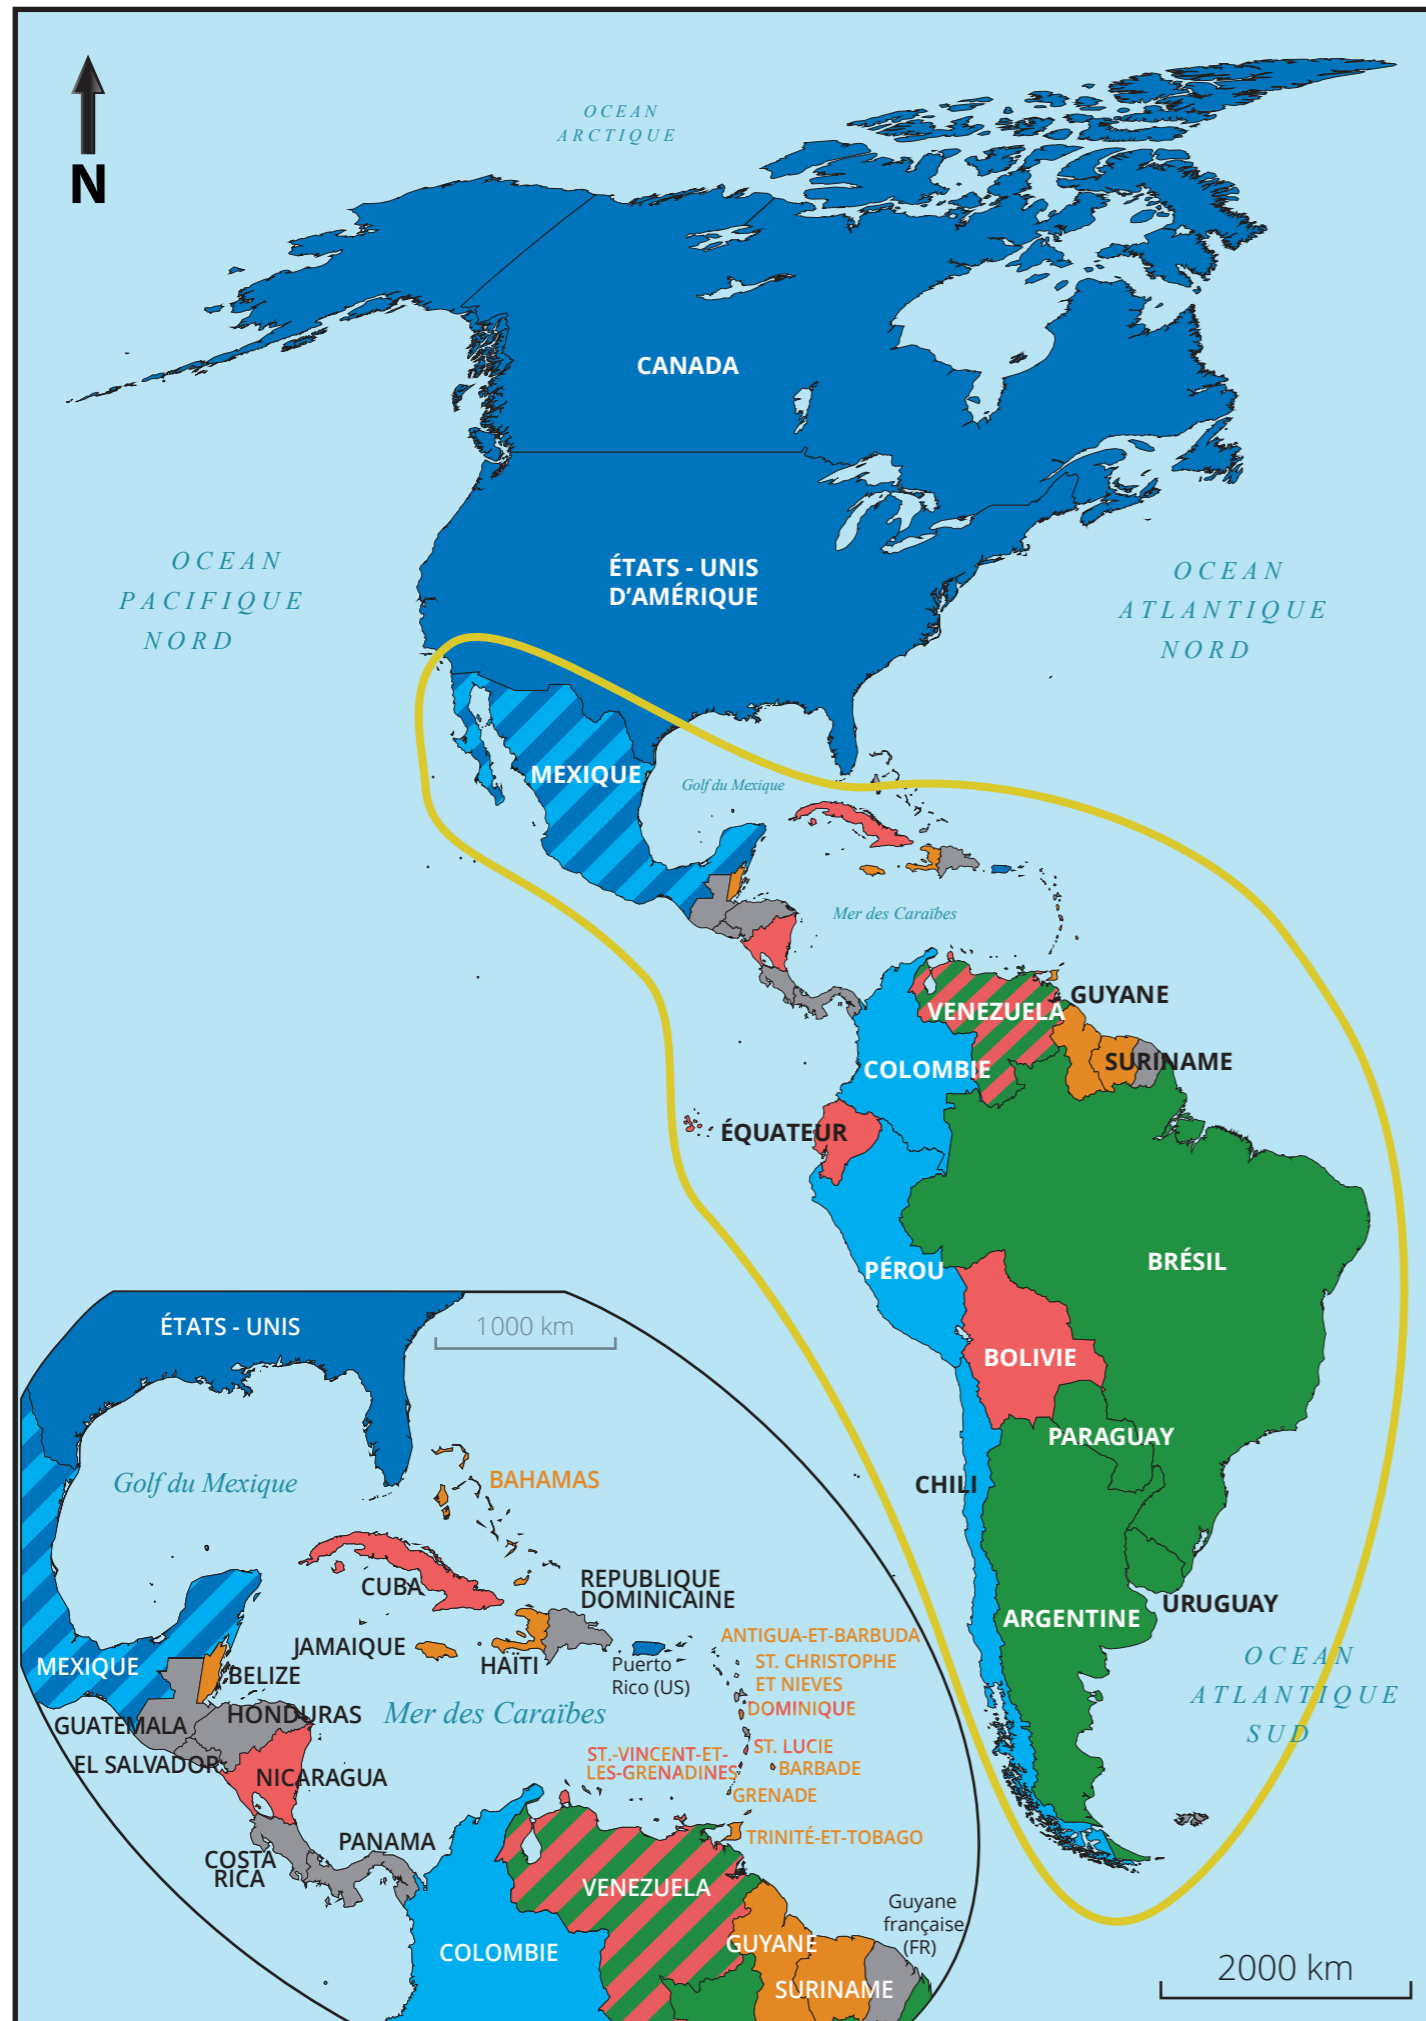 OCEAN
ARCTIQUE
N
CANADA
ÉTATS - UNIS
D’AMÉRIQUE
OCEAN
PACIFIQUE
NORD
OCEAN
ATLANTIQUE
NORD
MEXIQUE
Golf du Mexique
Mer des Caraïbes
GUYANE
VENEZUELA
SURINAME
COLOMBIE
ÉQUATEUR
BRÉSIL
PÉROU
BOLIVIE
PARAGUAY
CHILI
URUGUAY
ARGENTINE
OCEAN
ATLANTIQUE
SUD
2000 km
ÉTATS - UNIS
1000 km
Golf du Mexique
BAHAMAS
CUBA
REPUBLIQUE
DOMINICAINE
JAMAIQUE
HAÏTI
Puerto
Rico (US)
ANTIGUA-ET-BARBUDA
ST. CHRISTOPHE
ET NIEVES
DOMINIQUE
MEXIQUE
BELIZE
GUATEMALA
HONDURAS
Mer des Caraïbes
EL SALVADOR
NICARAGUA
ST.-VINCENT-ET-
LES-GRENADINES
ST. LUCIE
BARBADE
GRENADE
TRINITÉ-ET-TOBAGO
COSTA
RICA
PANAMA
VENEZUELA
COLOMBIE
Guyane
française
(FR)
GUYANE
SURINAME